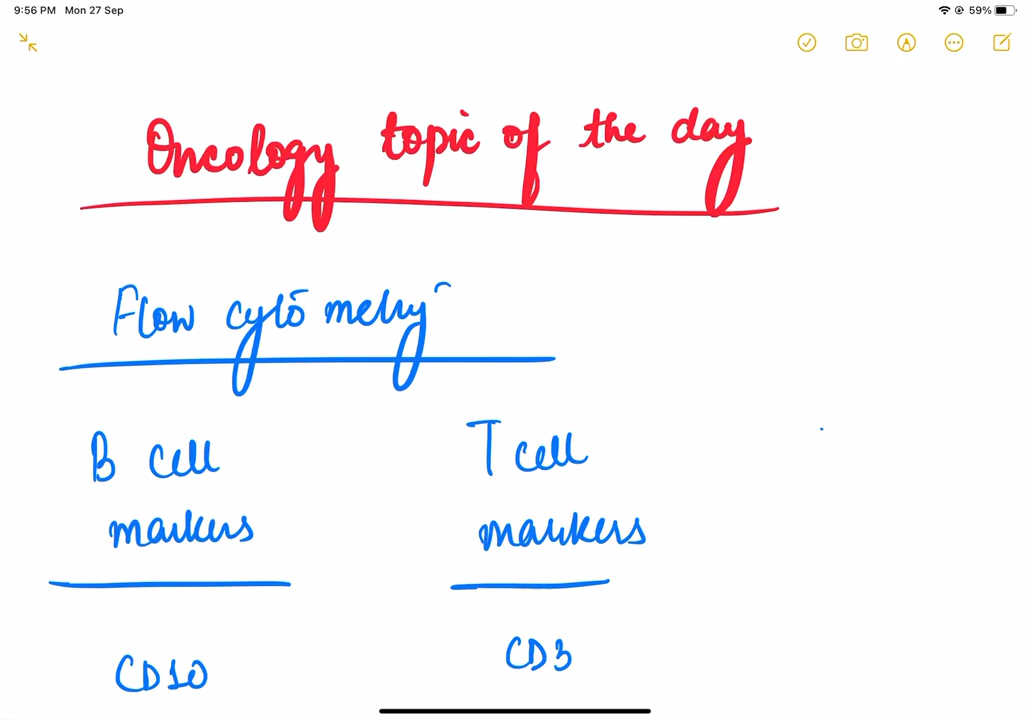 9:56 PM Mon 27 Sep
59%
Oncology topic of the day
Flow cytometry
B cell
markers
T cell
markers
CD10
CD3